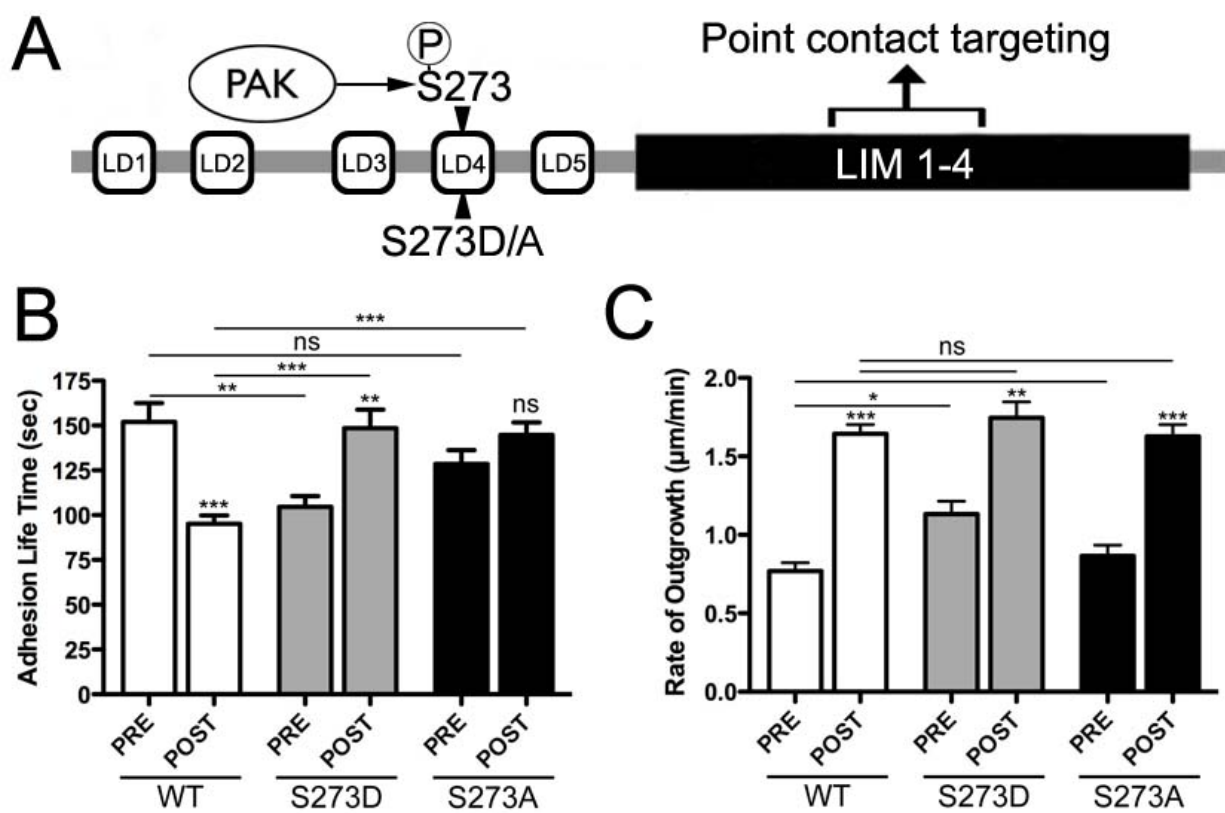 A
Point contact targeting
P
PAK
S273
LD1 LD2 LD3 LD4 LD5 LIM 1-4
S273D/A
B
***
ns
***
**
Adhesion Life Time (sec)
175
150
125
100
75
50
25
0
***
**
ns
PRE POST PRE POST PRE POST
WT S273D S273A
C
ns
*
Rate of Outgrowth (µm/min)
2.0
1.5
1.0
0.5
0.0
***
**
***
PRE POST PRE POST PRE POST
WT S273D S273A